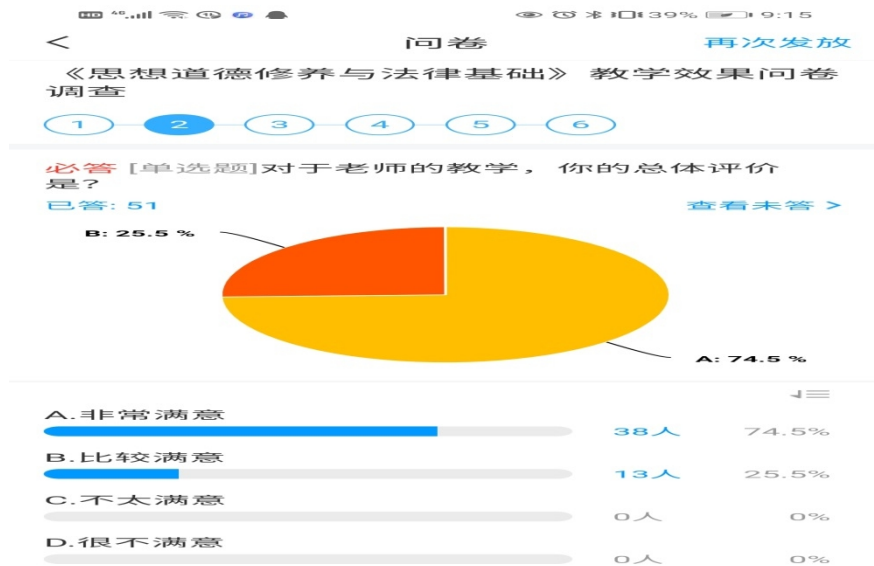 HD 46 39% 9:15
< 问卷 再次发放
《思想道德修养与法律基础》 教学效果问卷
调查
1 2 3 4 5 6
必答 [单选题]对于老师的教学，你的总体评价
是？
已答: 51 查看未答 >
B: 25.5 %
A: 74.5 %
A.非常满意
38人 74.5%
B.比较满意
13人 25.5%
C.不太满意
0人 0%
D.很不满意
0人 0%